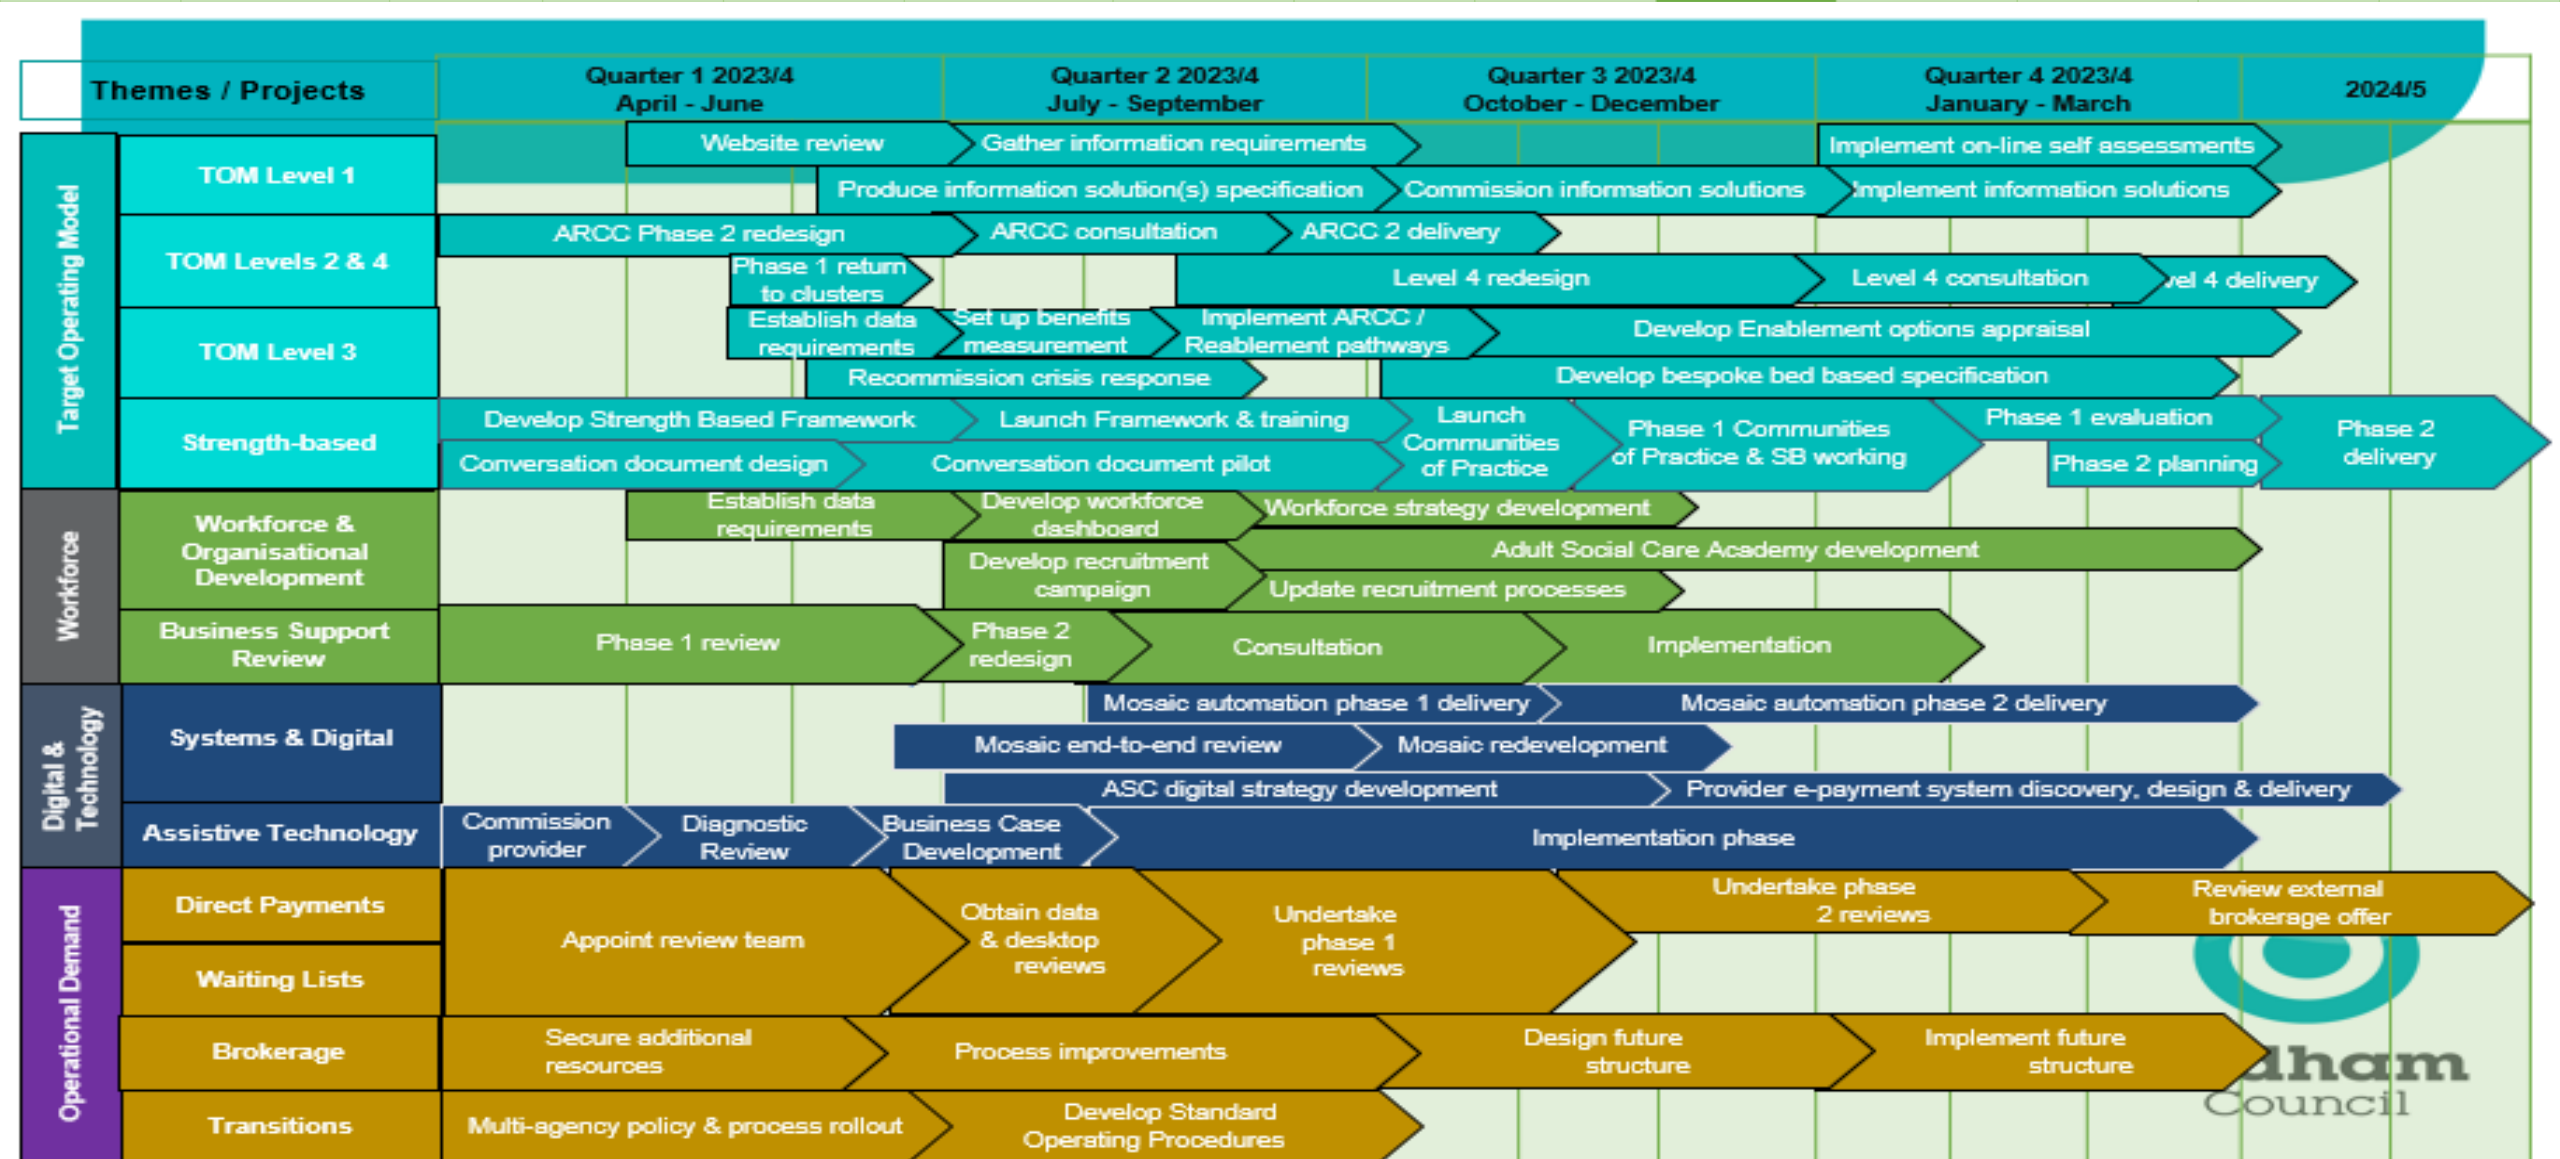 Themes / Projects
Quarter 1 2023/4
April - June
Quarter 2 2023/4
July - September
Quarter 3 2023/4
October - December
Quarter 4 2023/4
January - March
2024/5
Target Operating Model
TOM Level 1
Website review
Gather information requirements
Implement on-line self assessments
Produce information solution(s) specification
Commission information solutions
Implement information solutions
TOM Levels 2 & 4
ARCC Phase 2 redesign
ARCC consultation
ARCC 2 delivery
Phase 1 return
to clusters
Level 4 redesign
Level 4 consultation
vel 4 delivery
TOM Level 3
Establish data
requirements
Set up benefits
measurement
Implement ARCC /
Reablement pathways
Develop Enablement options appraisal
Recommission crisis response
Develop bespoke bed based specification
Strength-based
Develop Strength Based Framework
Launch Framework & training
Launch
Communities
of Practice
Phase 1 Communities
of Practice & SB working
Phase 1 evaluation
Phase 2
delivery
Conversation document design
Conversation document pilot
Phase 2 planning
Workforce
Workforce &
Organisational
Development
Establish data
requirements
Develop workforce
dashboard
Workforce strategy development
Develop recruitment
campaign
Adult Social Care Academy development
Update recruitment processes
Business Support
Review
Phase 1 review
Phase 2
redesign
Consultation
Implementation
Digital &
Technology
Systems & Digital
Mosaic automation phase 1 delivery
Mosaic automation phase 2 delivery
Mosaic end-to-end review
Mosaic redevelopment
ASC digital strategy development
Provider e-payment system discovery, design & delivery
Assistive Technology
Commission
provider
Diagnostic
Review
Business Case
Development
Implementation phase
Operational Demand
Direct Payments
Waiting Lists
Appoint review team
Obtain data
& desktop
reviews
Undertake
phase 1
reviews
Undertake phase
2 reviews
Review external
brokerage offer
Brokerage
Secure additional
resources
Process improvements
Design future
structure
Implement future
structure
Transitions
Multi-agency policy & process rollout
Develop Standard
Operating Procedures
dham
Council